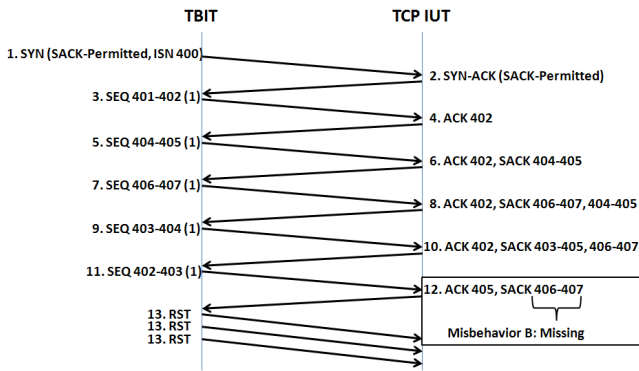 TBIT
TCP IUT
1. SYN (SACK-Permitted, ISN 400)
2. SYN-ACK (SACK-Permitted)
3. SEQ 401-402 (1)
4. ACK 402
5. SEQ 404-405 (1)
6. ACK 402, SACK 404-405
7. SEQ 406-407 (1)
8. ACK 402, SACK 406-407, 404-405
9. SEQ 403-404 (1)
10. ACK 402, SACK 403-405, 406-407
11. SEQ 402-403 (1)
12. ACK 405, SACK 406-407
13. RST
13. RST
13. RST
Misbehavior B: Missing